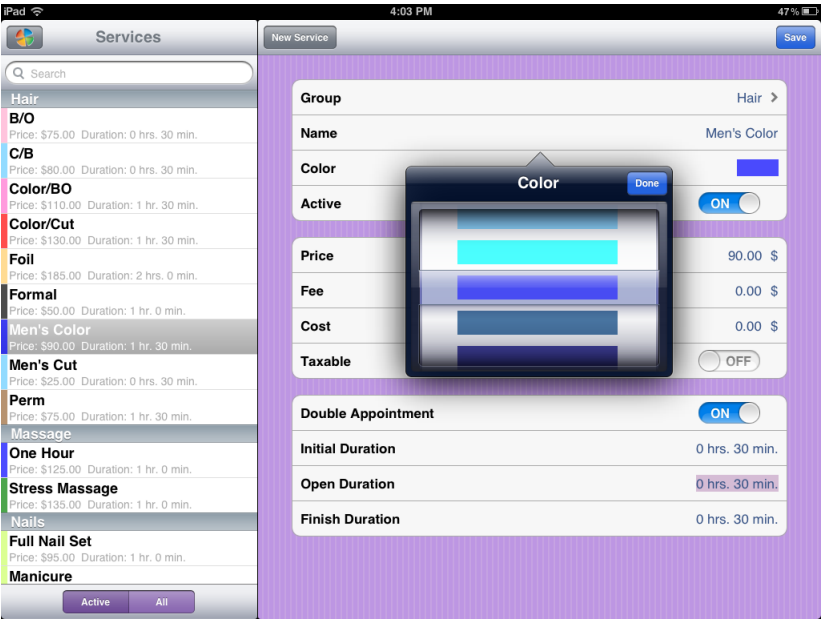 iPad 4:03 PM 47%
Services
New Service
Save
Search
Hair
B/O
Price: $75.00 Duration: 0 hrs. 30 min.
C/B
Price: $80.00 Duration: 0 hrs. 30 min.
Color/BO
Price: $110.00 Duration: 1 hr. 30 min.
Color/Cut
Price: $130.00 Duration: 1 hr. 30 min.
Foil
Price: $185.00 Duration: 2 hrs. 0 min.
Formal
Price: $50.00 Duration: 1 hr. 0 min.
Men's Color
Price: $90.00 Duration: 1 hr. 30 min.
Men's Cut
Price: $25.00 Duration: 0 hrs. 30 min.
Perm
Price: $75.00 Duration: 1 hr. 30 min.
Massage
One Hour
Price: $125.00 Duration: 1 hr. 0 min.
Stress Massage
Price: $135.00 Duration: 1 hr. 0 min.
Nails
Full Nail Set
Price: $95.00 Duration: 1 hr. 0 min.
Manicure
Active
All
Group Hair
Name Men's Color
Color
Active ON
Color
Done
Price 90.00 $
Fee 0.00 $
Cost 0.00 $
Taxable OFF
Double Appointment ON
Initial Duration 0 hrs. 30 min.
Open Duration 0 hrs. 30 min.
Finish Duration 0 hrs. 30 min.